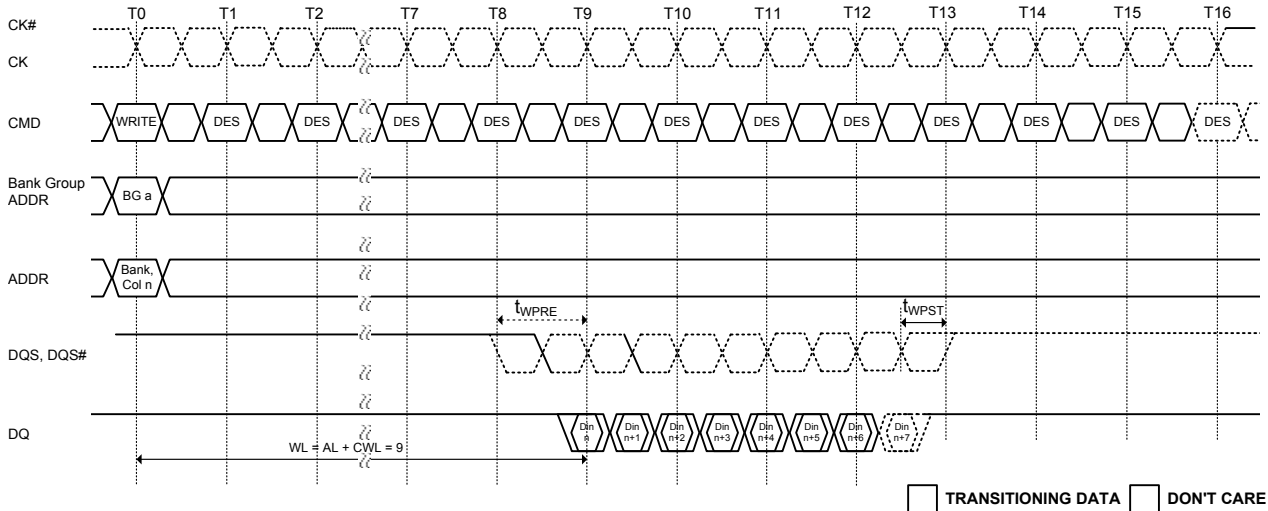 T0 T1 T2 T7 T8 T9 T10 T11 T12 T13 T14 T15 T16
CK#
CK
CMD
WRITE DES DES DES DES DES DES DES DES DES DES DES DES
Bank Group
ADDR
BG a
ADDR
Bank,
Col n
tWPRE
tWPST
DQS, DQS#
DQ
Din
n
Din
n+1
Din
n+2
Din
n+3
Din
n+4
Din
n+5
Din
n+6
Din
n+7
WL = AL + CWL = 9
TRANSITIONING DATA
DON'T CARE